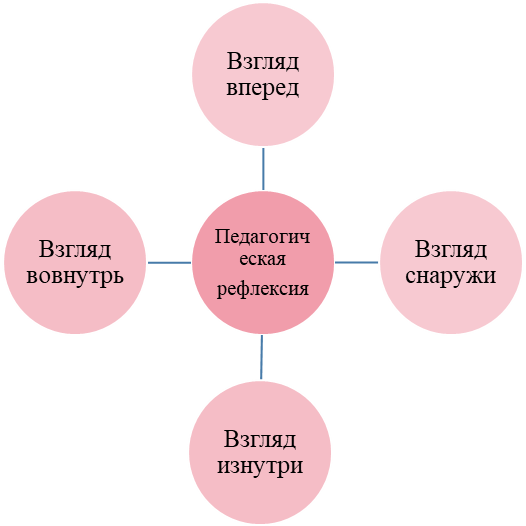 Взгляд
вперед
Взгляд
вовнутрь
Педагогич
еская
рефлексия
Взгляд
снаружи
Взгляд
изнутри